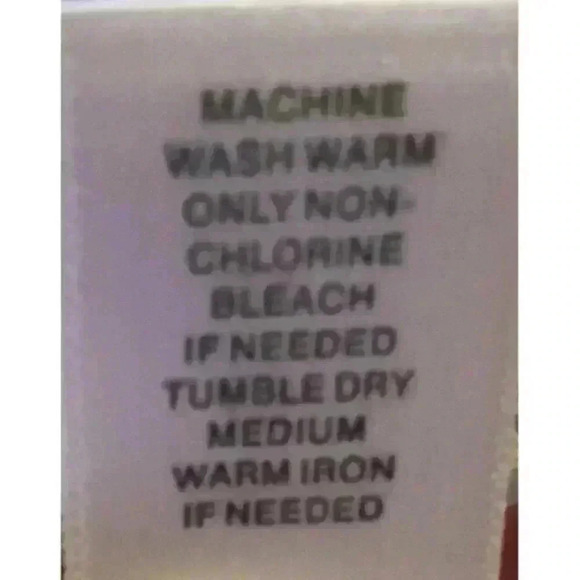 MACHINE
WASH WARM
ONLY NON-
CHLORINE
BLEACH
IF NEEDED
TUMBLE DRY
MEDIUM
WARM IRON
IF NEEDED